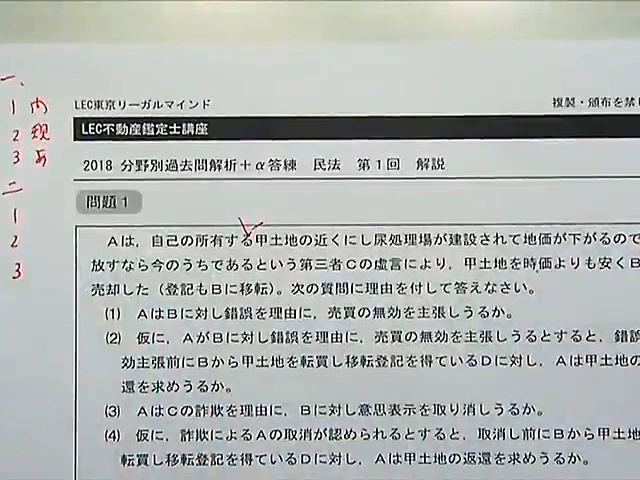 一、
1 内
2 規
3 あ
二
1
2
3
LEC東京リーガルマインド
複製・頒布を禁
LEC不動産鑑定士講座
2018 分野別過去問解析+α答練 民法 第1回 解説
問題1
Aは，自己の所有する甲土地の近くにし尿処理場が建設されて地価が下がるので
放すなら今のうちであるという第三者Cの虚言により，甲土地を時価よりも安くB
売却した（登記もBに移転）。次の質問に理由を付して答えなさい。
(1) AはBに対し錯誤を理由に，売買の無効を主張しうるか。
(2) 仮に，AがBに対し錯誤を理由に，売買の無効を主張しうるとすると，錯誤
効主張前にBから甲土地を転買し移転登記を得ているDに対し，Aは甲土地の
還を求めうるか。
(3) AはCの詐欺を理由に，Bに対し意思表示を取り消しうるか。
(4) 仮に，詐欺によるAの取消が認められるとすると，取消し前にBから甲土地
転買し移転登記を得ているDに対し，Aは甲土地の返還を求めうるか。